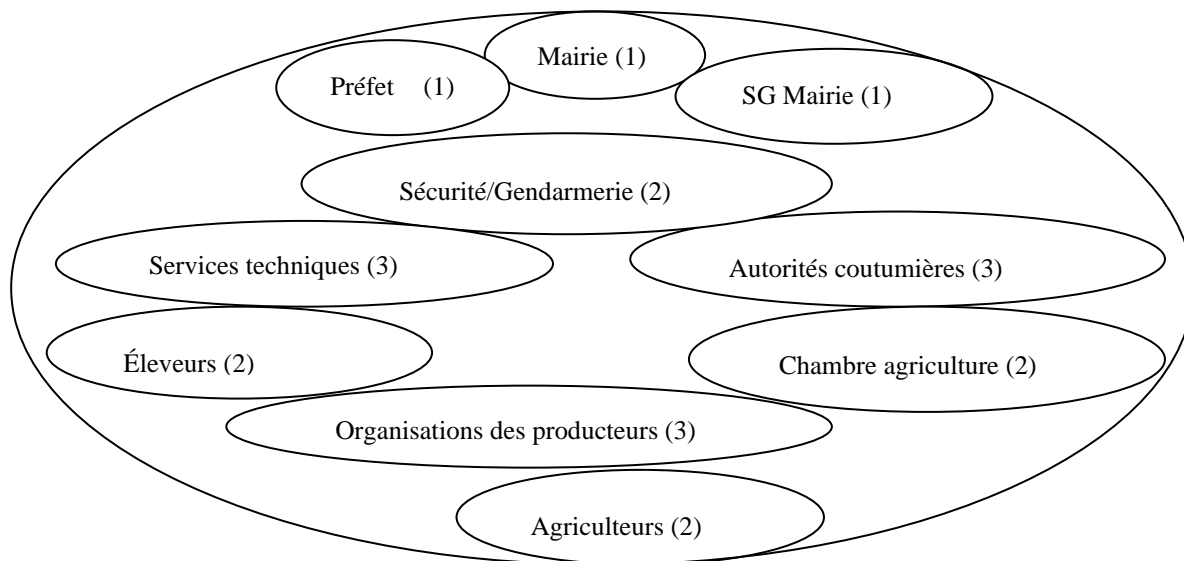 Mairie (1)
Préfet (1)
SG Mairie (1)
Sécurité/Gendarmerie (2)
Services techniques (3)
Autorités coutumières (3)
Éleveurs (2)
Chambre agriculture (2)
Organisations des producteurs (3)
Agriculteurs (2)